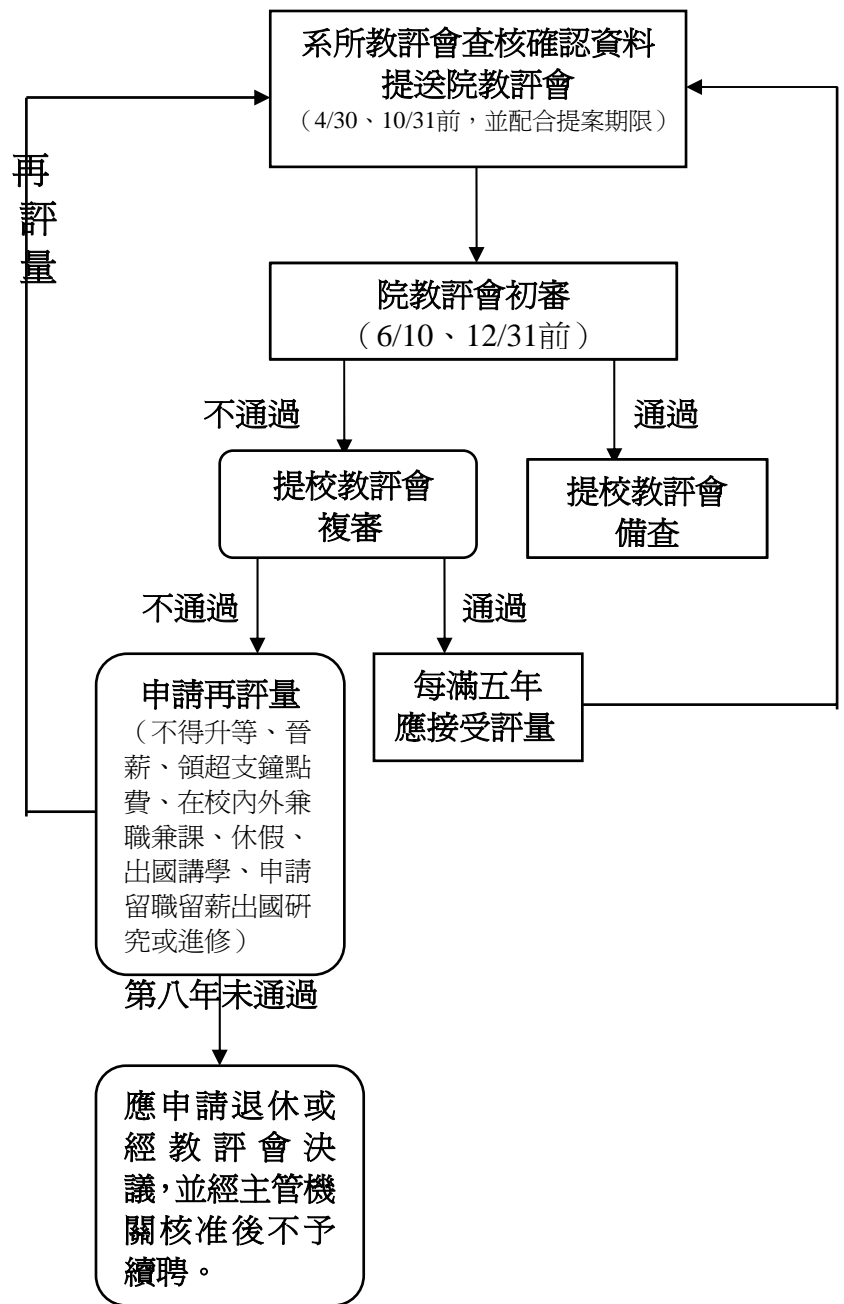 系所教評會查核確認資料
提送院教評會
（4/30、10/31前，並配合提案期限）
再
評
量
院教評會初審
（6/10、12/31前）
不通過
通過
提校教評會
複審
提校教評會
備查
不通過
通過
申請再評量
（不得升等、晉
薪、領超支鐘點
費、在校內外兼
職兼課、休假、
出國講學、申請
留職留薪出國研
究或進修）
每滿五年
應接受評量
第八年未通過
應申請退休或
經教評會決
議，並經主管機
關核准後不予
續聘。